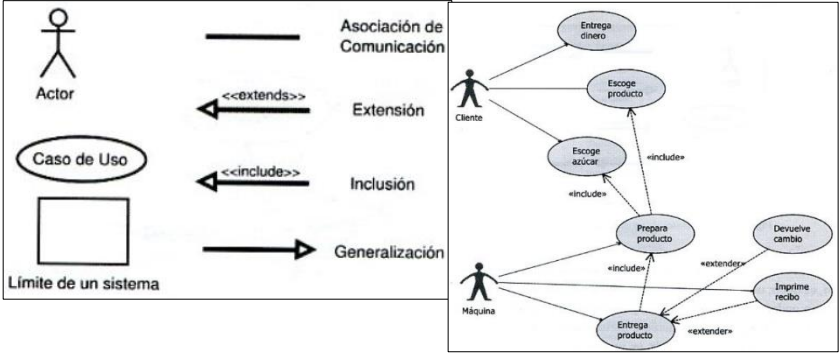 Actor
Asociación de
Comunicación
<<extends>>
Extensión
Caso de Uso
<<include>>
Inclusión
Límite de un sistema
Generalización
Entrega
dinero
Escoge
producto
Cliente
Escoge
azúcar
«include»
«include»
Prepara
producto
Devuelve
cambio
«include»
«extender»
Imprime
recibo
Máquina
Entrega
producto
«extender»